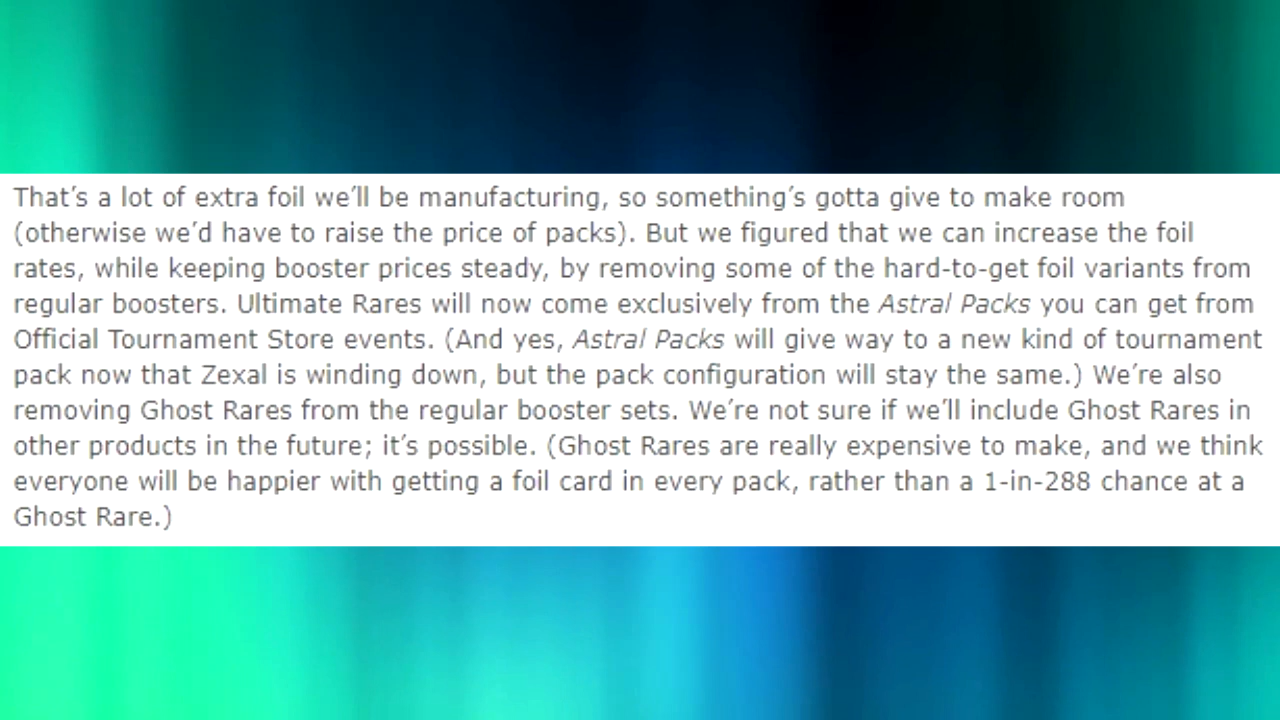 That's a lot of extra foil we'll be manufacturing, so something's gotta give to make room
(otherwise we'd have to raise the price of packs). But we figured that we can increase the foil
rates, while keeping booster prices steady, by removing some of the hard-to-get foil variants from
regular boosters. Ultimate Rares will now come exclusively from the Astral Packs you can get from
Official Tournament Store events. (And yes, Astral Packs will give way to a new kind of tournament
pack now that Zexal is winding down, but the pack configuration will stay the same.) We're also
removing Ghost Rares from the regular booster sets. We're not sure if we'll include Ghost Rares in
other products in the future; it's possible. (Ghost Rares are really expensive to make, and we think
everyone will be happier with getting a foil card in every pack, rather than a 1-in-288 chance at a
Ghost Rare.)